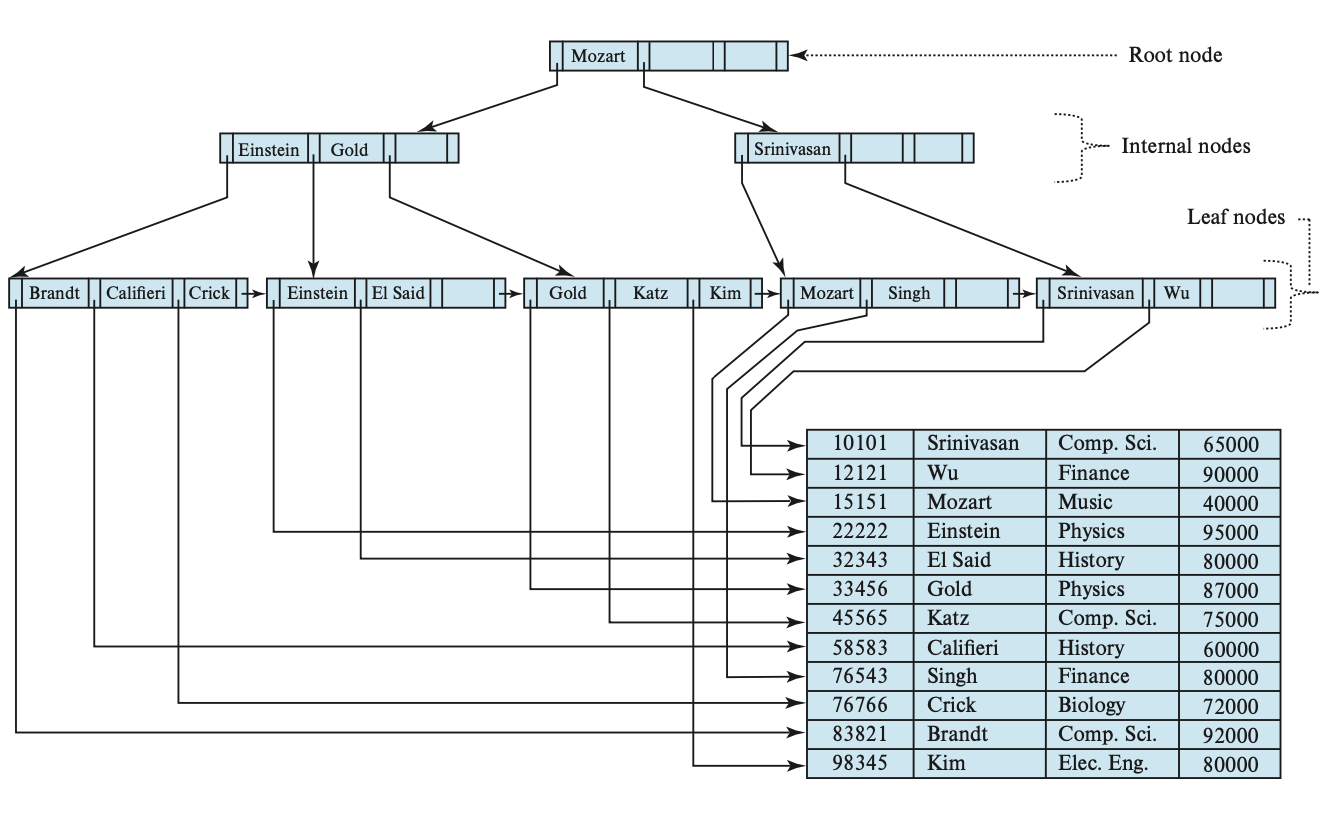 Mozart
Root node
Einstein Gold
Srinivasan
Internal nodes
Leaf nodes
Brandt Califieri Crick
Einstein El Said
Gold Katz Kim
Mozart Singh
Srinivasan Wu
10101 Srinivasan Comp. Sci. 65000
12121 Wu Finance 90000
15151 Mozart Music 40000
22222 Einstein Physics 95000
32343 El Said History 80000
33456 Gold Physics 87000
45565 Katz Comp. Sci. 75000
58583 Califieri History 60000
76543 Singh Finance 80000
76766 Crick Biology 72000
83821 Brandt Comp. Sci. 92000
98345 Kim Elec. Eng. 80000